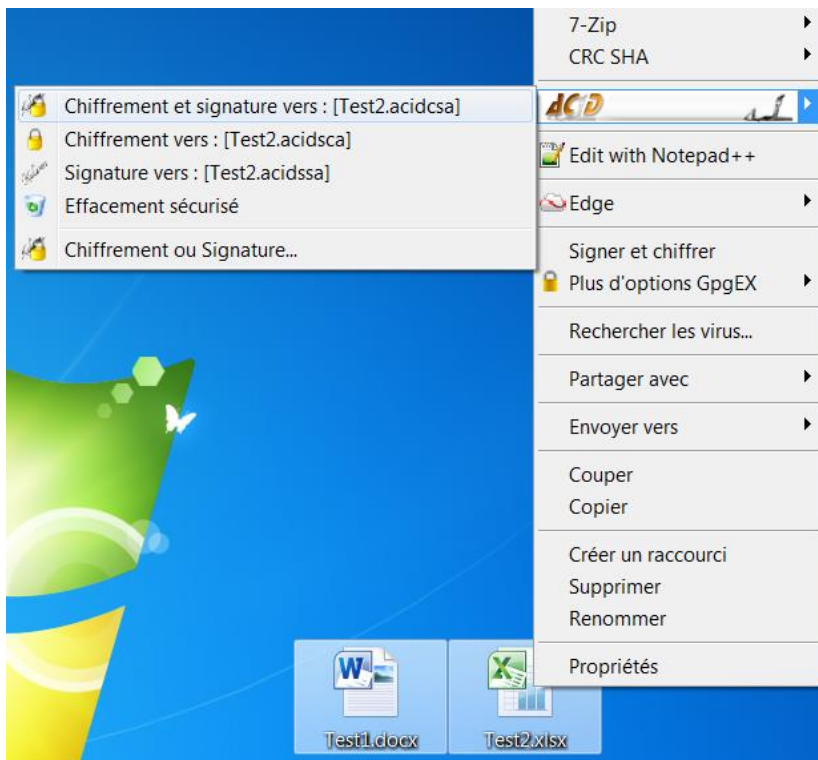 7-Zip
CRC SHA
ACID
Chiffrement et signature vers : [Test2.acidcsa]
Chiffrement vers : [Test2.acidsca]
Signature vers : [Test2.acidssa]
Effacement sécurisé
Chiffrement ou Signature...
Edit with Notepad++
Edge
Signer et chiffrer
Plus d'options GpgEX
Rechercher les virus...
Partager avec
Envoyer vers
Couper
Copier
Créer un raccourci
Supprimer
Renommer
Propriétés
Test1.docx
Test2.xlsx